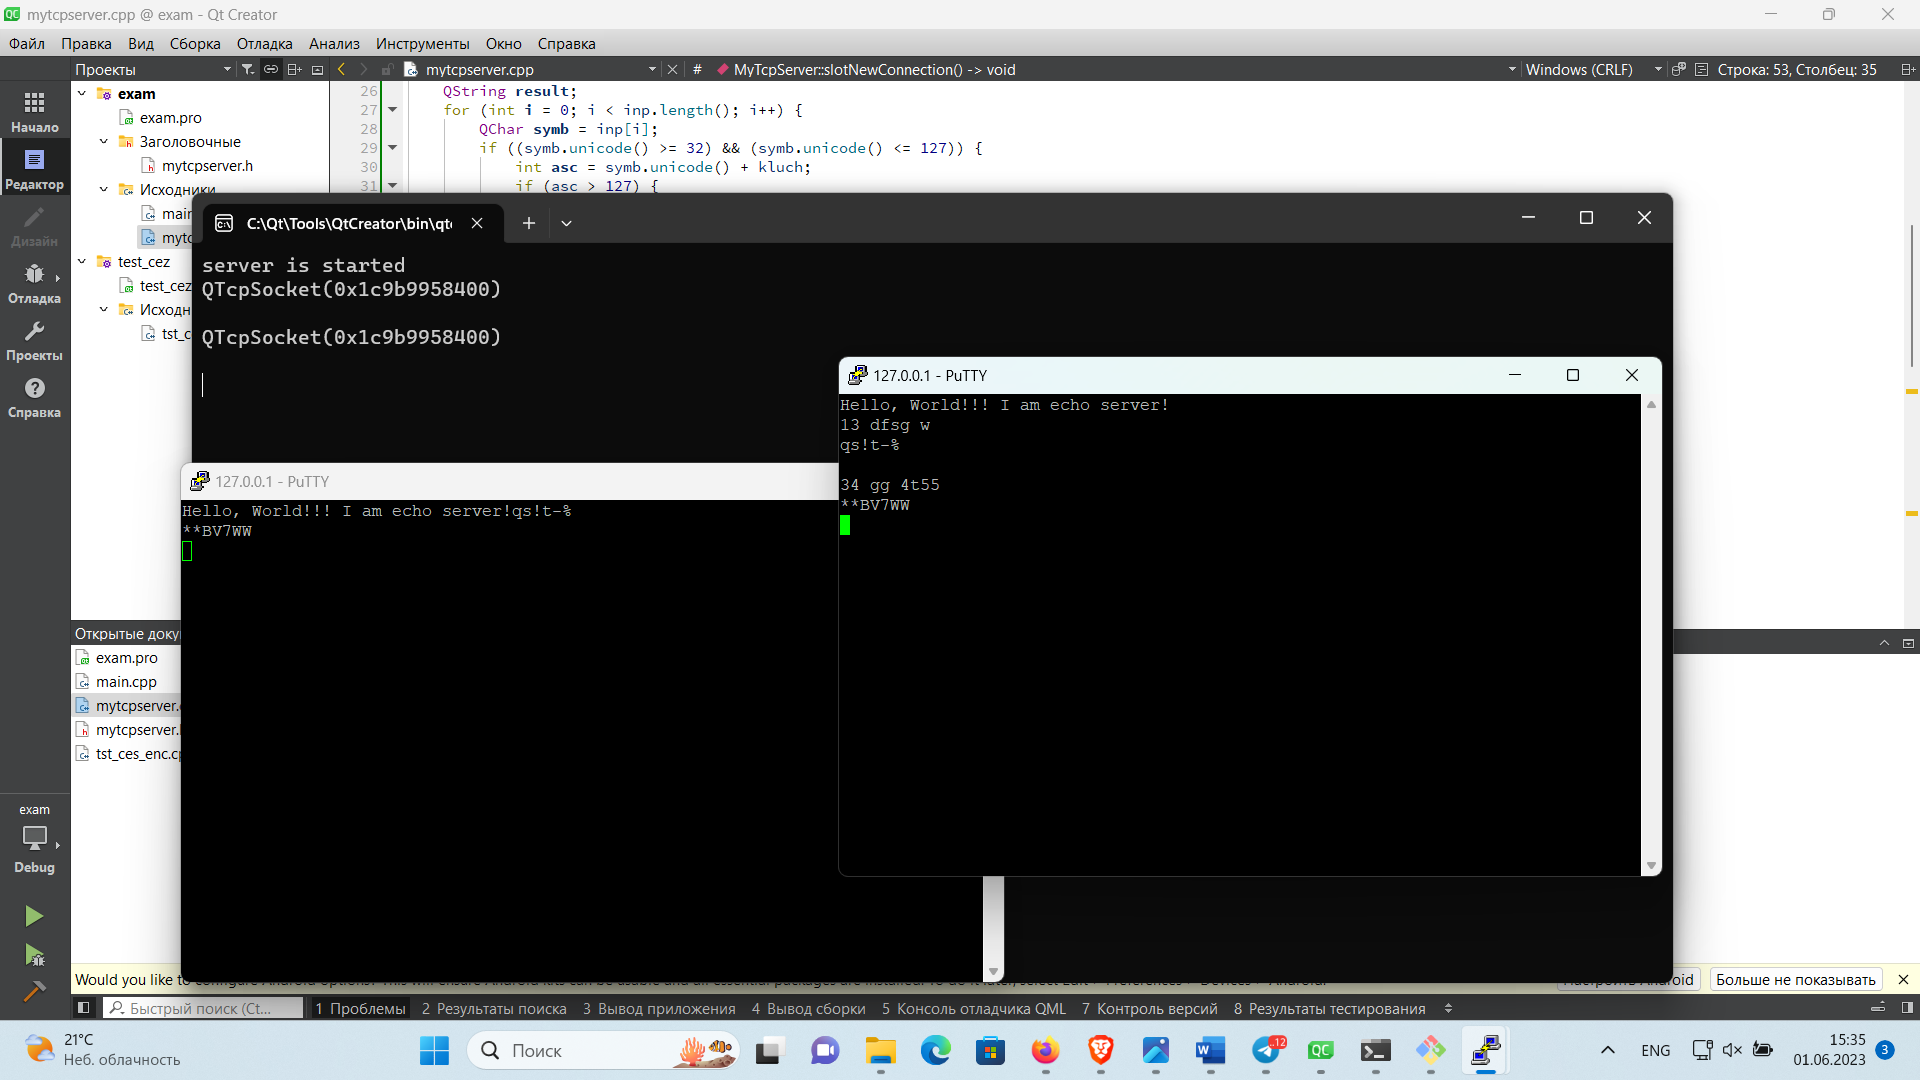 mytcpserver.cpp @ exam - Qt Creator
Файл Правка Вид Сборка Отладка Анализ Инструменты Окно Справка
Проекты
mytcpserver.cpp
# MyTcpServer::slotNewConnection() -> void
Windows (CRLF)
Строка: 53, Столбец: 35
Начало
Редактор
Дизайн
Отладка
Проекты
Справка
exam
exam.pro
Заголовочные
mytcpserver.h
Исходники
main
mytc
test_cez
test_cez
Исходн
tst_c
26 QString result;
27 for (int i = 0; i < inp.length(); i++) {
28 QChar symb = inp[i];
29 if ((symb.unicode() >= 32) && (symb.unicode() <= 127)) {
30 int asc = symb.unicode() + kluch;
31 if (asc > 127) {
C:\Qt\Tools\QtCreator\bin\qtc
server is started
QTcpSocket(0x1c9b9958400)
QTcpSocket(0x1c9b9958400)
127.0.0.1 - PuTTY
Hello, World!!! I am echo server!
13 dfsg w
qs!t-%
34 gg 4t55
**BV7WW
127.0.0.1 - PuTTY
Hello, World!!! I am echo server!qs!t-%
**BV7WW
Открытые доку
exam.pro
main.cpp
mytcpserver.c
mytcpserver.h
tst_ces_enc.cp
exam
Debug
Would you like to
Больше не показывать
Быстрый поиск (Ct...
1 Проблемы 2 Результаты поиска 3 Вывод приложения 4 Вывод сборки 5 Консоль отладчика QML 7 Контроль версий 8 Результаты тестирования
21°C
Неб. облачность
Поиск
12
QC
ENG
15:35
01.06.2023
3